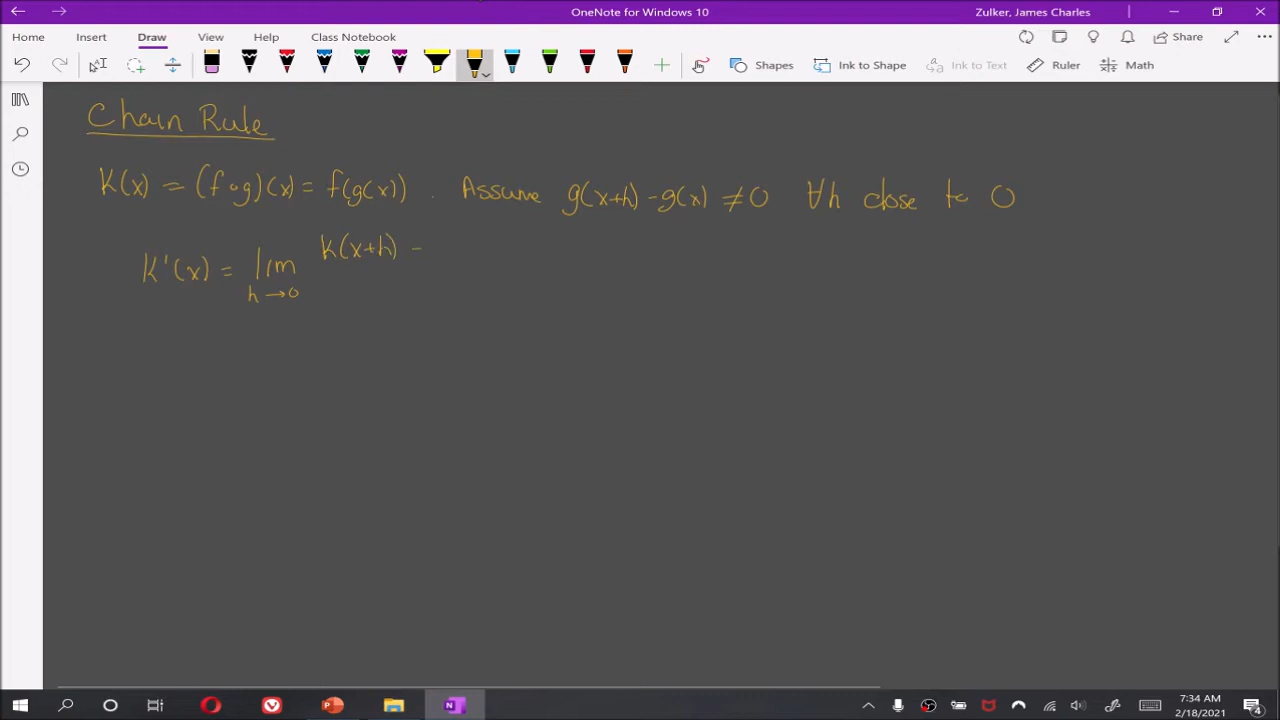 OneNote for Windows 10
Zulker, James Charles
Home Insert Draw View Help Class Notebook
Share
Shapes Ink to Shape Ink to Text Ruler Math
Chain Rule
K(x) = (f∘g)(x) = f(g(x)) . Assume g(x+h) - g(x) ≠ 0 ∀h close to 0
K'(x) = lim h→0 K(x+h) -
7:34 AM
2/18/2021
4